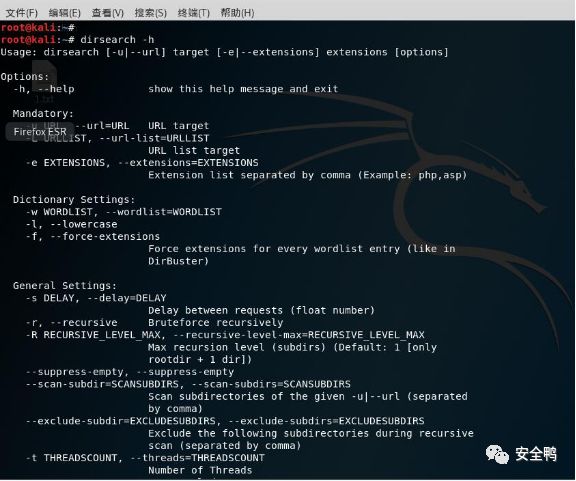 文件(F) 编辑(E) 查看(V) 搜索(S) 终端(T) 帮助(H)
root@kali:~#
root@kali:~# dirsearch -h
Usage: dirsearch [-u|--url] target [-e|--extensions] extensions [options]
Options:
-h, --help show this help message and exit
Mandatory:
--url=URL URL target
Firefox ESR
URLLIST, --url-list=URLLIST
URL list target
-e EXTENSIONS, --extensions=EXTENSIONS
Extension list separated by comma (Example: php,asp)
Dictionary Settings:
-w WORDLIST, --wordlist=WORDLIST
-l, --lowercase
-f, --force-extensions
Force extensions for every wordlist entry (like in
DirBuster)
General Settings:
-s DELAY, --delay=DELAY
Delay between requests (float number)
-r, --recursive Bruteforce recursively
-R RECURSIVE_LEVEL_MAX, --recursive-level-max=RECURSIVE_LEVEL_MAX
Max recursion level (subdirs) (Default: 1 [only
rootdir + 1 dir])
--suppress-empty, --suppress-empty
--scan-subdir=SCANSUBDIRS, --scan-subdirs=SCANSUBDIRS
Scan subdirectories of the given -u|--url (separated
by comma)
--exclude-subdir=EXCLUDESUBDIRS, --exclude-subdirs=EXCLUDESUBDIRS
Exclude the following subdirectories during recursive
scan (separated by comma)
-t THREADSCOUNT, --threads=THREADSCOUNT
Number of Threads
安全鸭